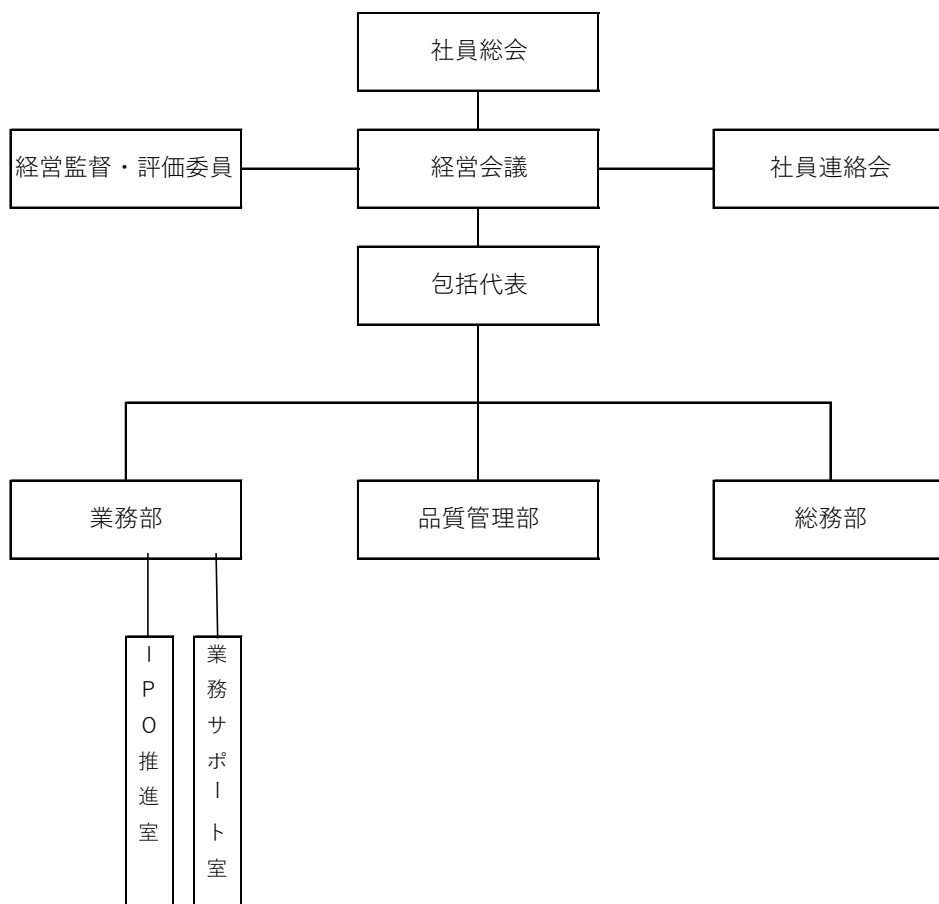 社員総会
経営監督・評価委員
経営会議
社員連絡会
包括代表
業務部
品質管理部
総務部
IPO推進室
業務サポート室